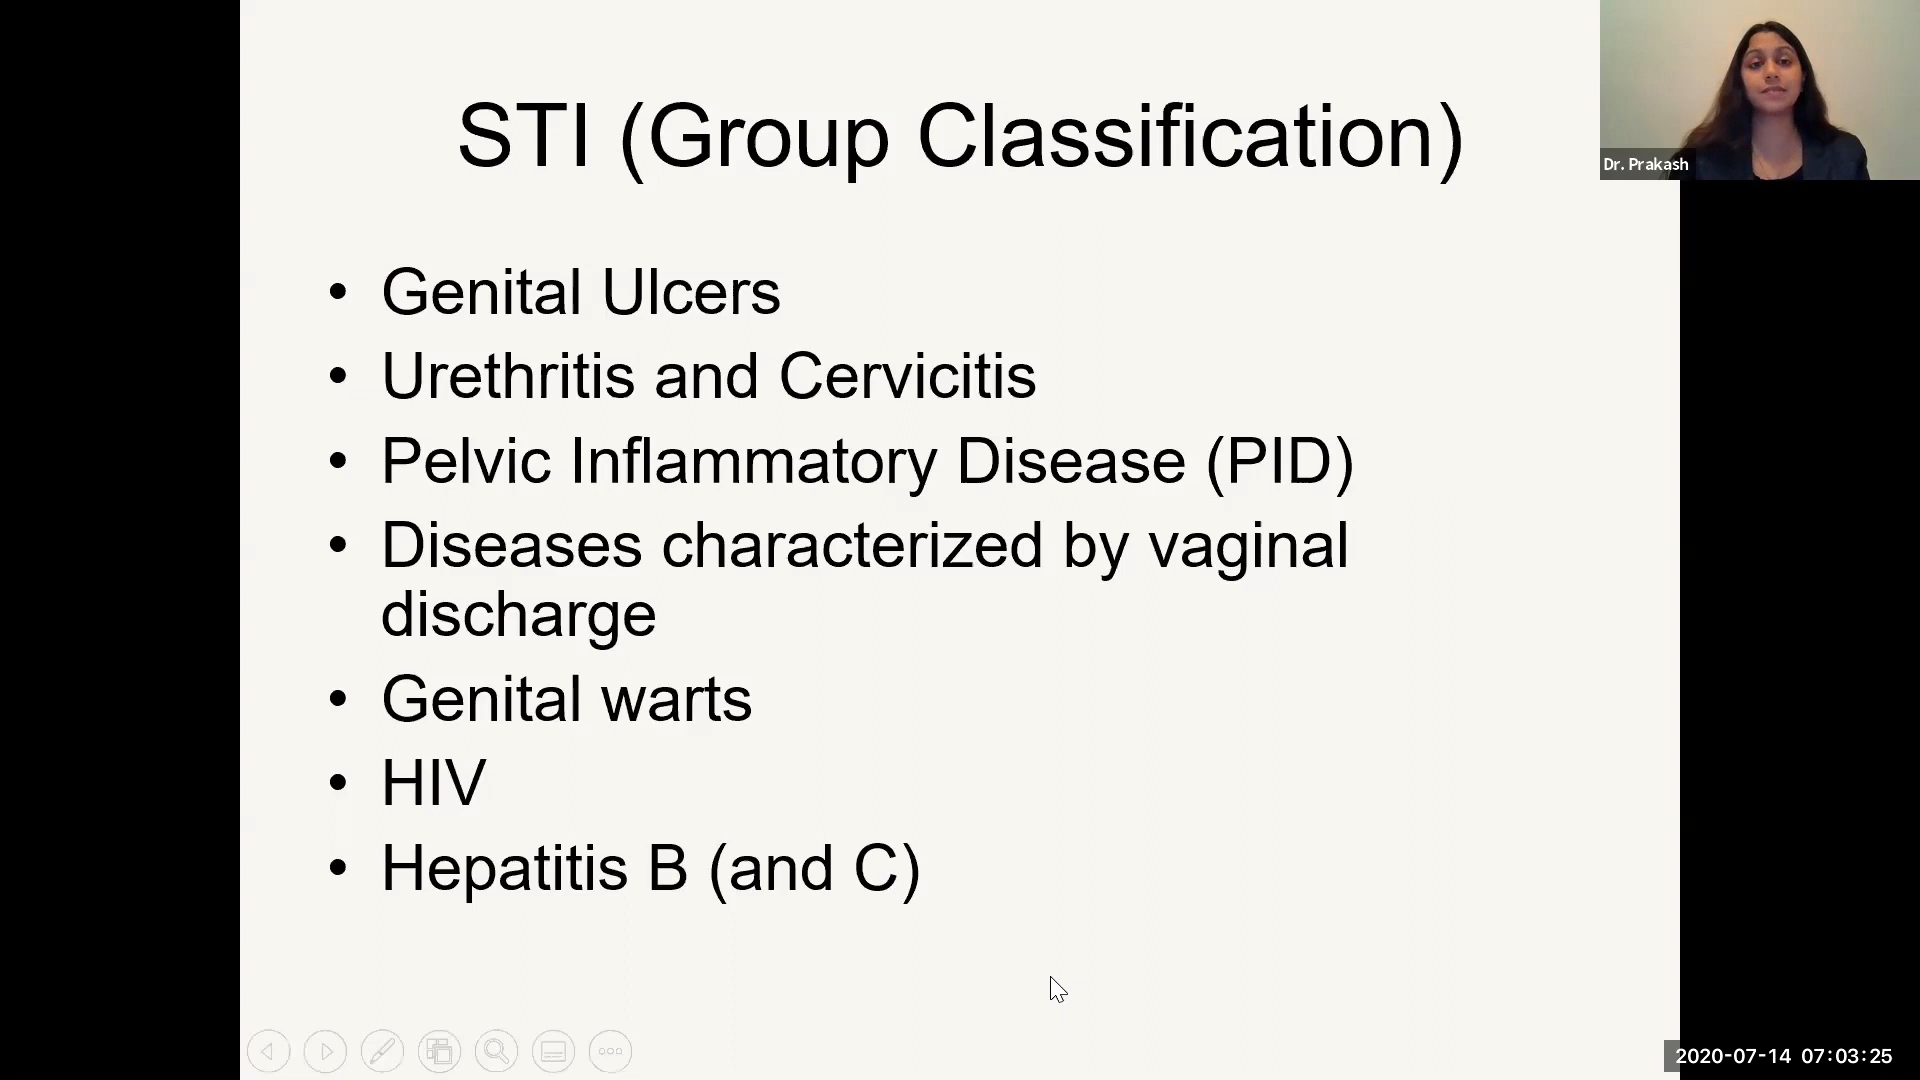 STI (Group Classification)
Dr. Prakash
• Genital Ulcers
• Urethritis and Cervicitis
• Pelvic Inflammatory Disease (PID)
• Diseases characterized by vaginal
discharge
• Genital warts
• HIV
• Hepatitis B (and C)
2020-07-14 07:03:25